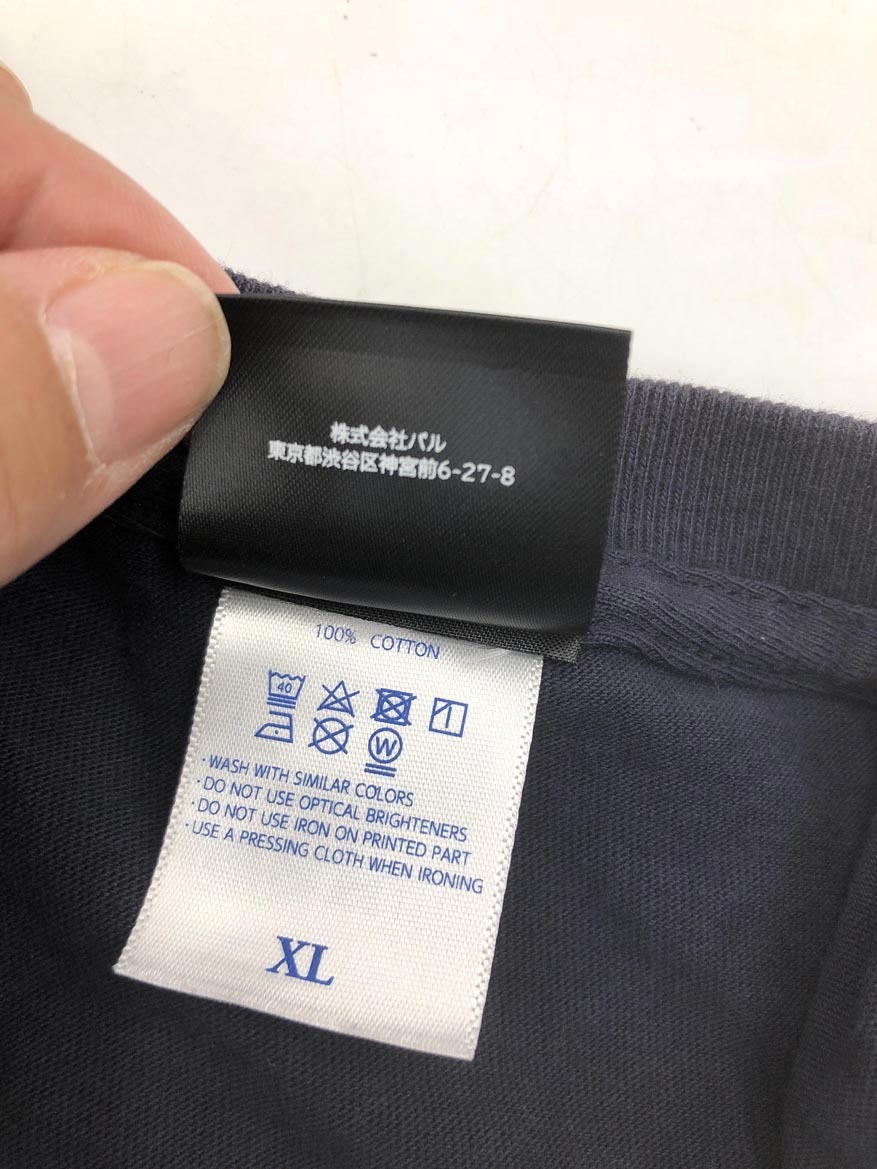 株式会社パル
東京都渋谷区神宮前6-27-8
100% COTTON
40
W
・WASH WITH SIMILAR COLORS
・DO NOT USE OPTICAL BRIGHTENERS
・DO NOT USE IRON ON PRINTED PART
・USE A PRESSING CLOTH WHEN IRONING
XL